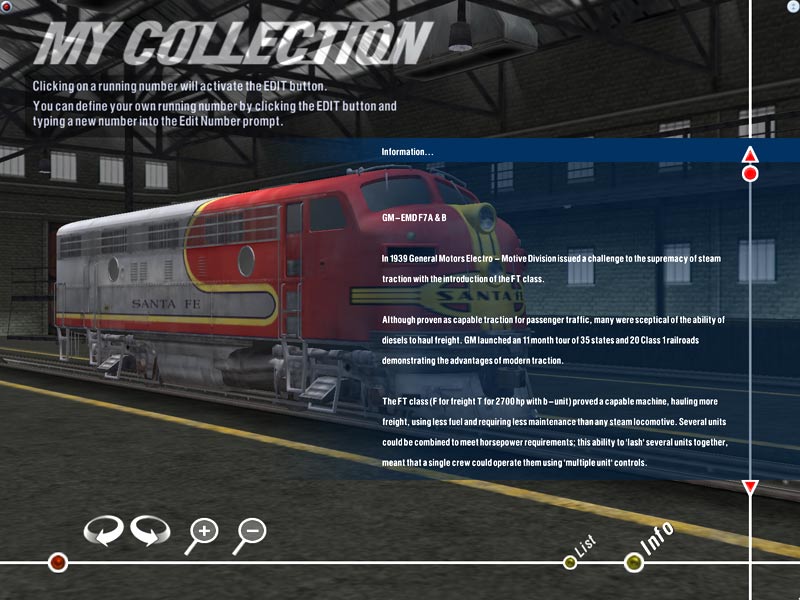 MY COLLECTION
Clicking on a running number will activate the EDIT button.
You can define your own running number by clicking the EDIT button and
typing a new number into the Edit Number prompt.
Information...
GM-EMD F7A & B
In 1939 General Motors Electro - Motive Division issued a challenge to the supremacy of steam
traction with the introduction of the FT class.
Although proven as capable traction for passenger traffic, many were sceptical of the ability of
diesels to haul freight. GM launched an 11 month tour of 35 states and 20 Class 1 railroads
demonstrating the advantages of modern traction.
The FT class (F for freight T for 2700 hp with b-unit) proved a capable machine, hauling more
freight, using less fuel and requiring less maintenance than any steam locomotive. Several units
could be combined to meet horsepower requirements; this ability to 'lash' several units together,
meant that a single crew could operate them using 'multiple unit' controls.
SANTA FE
SANTA FE
List
Info